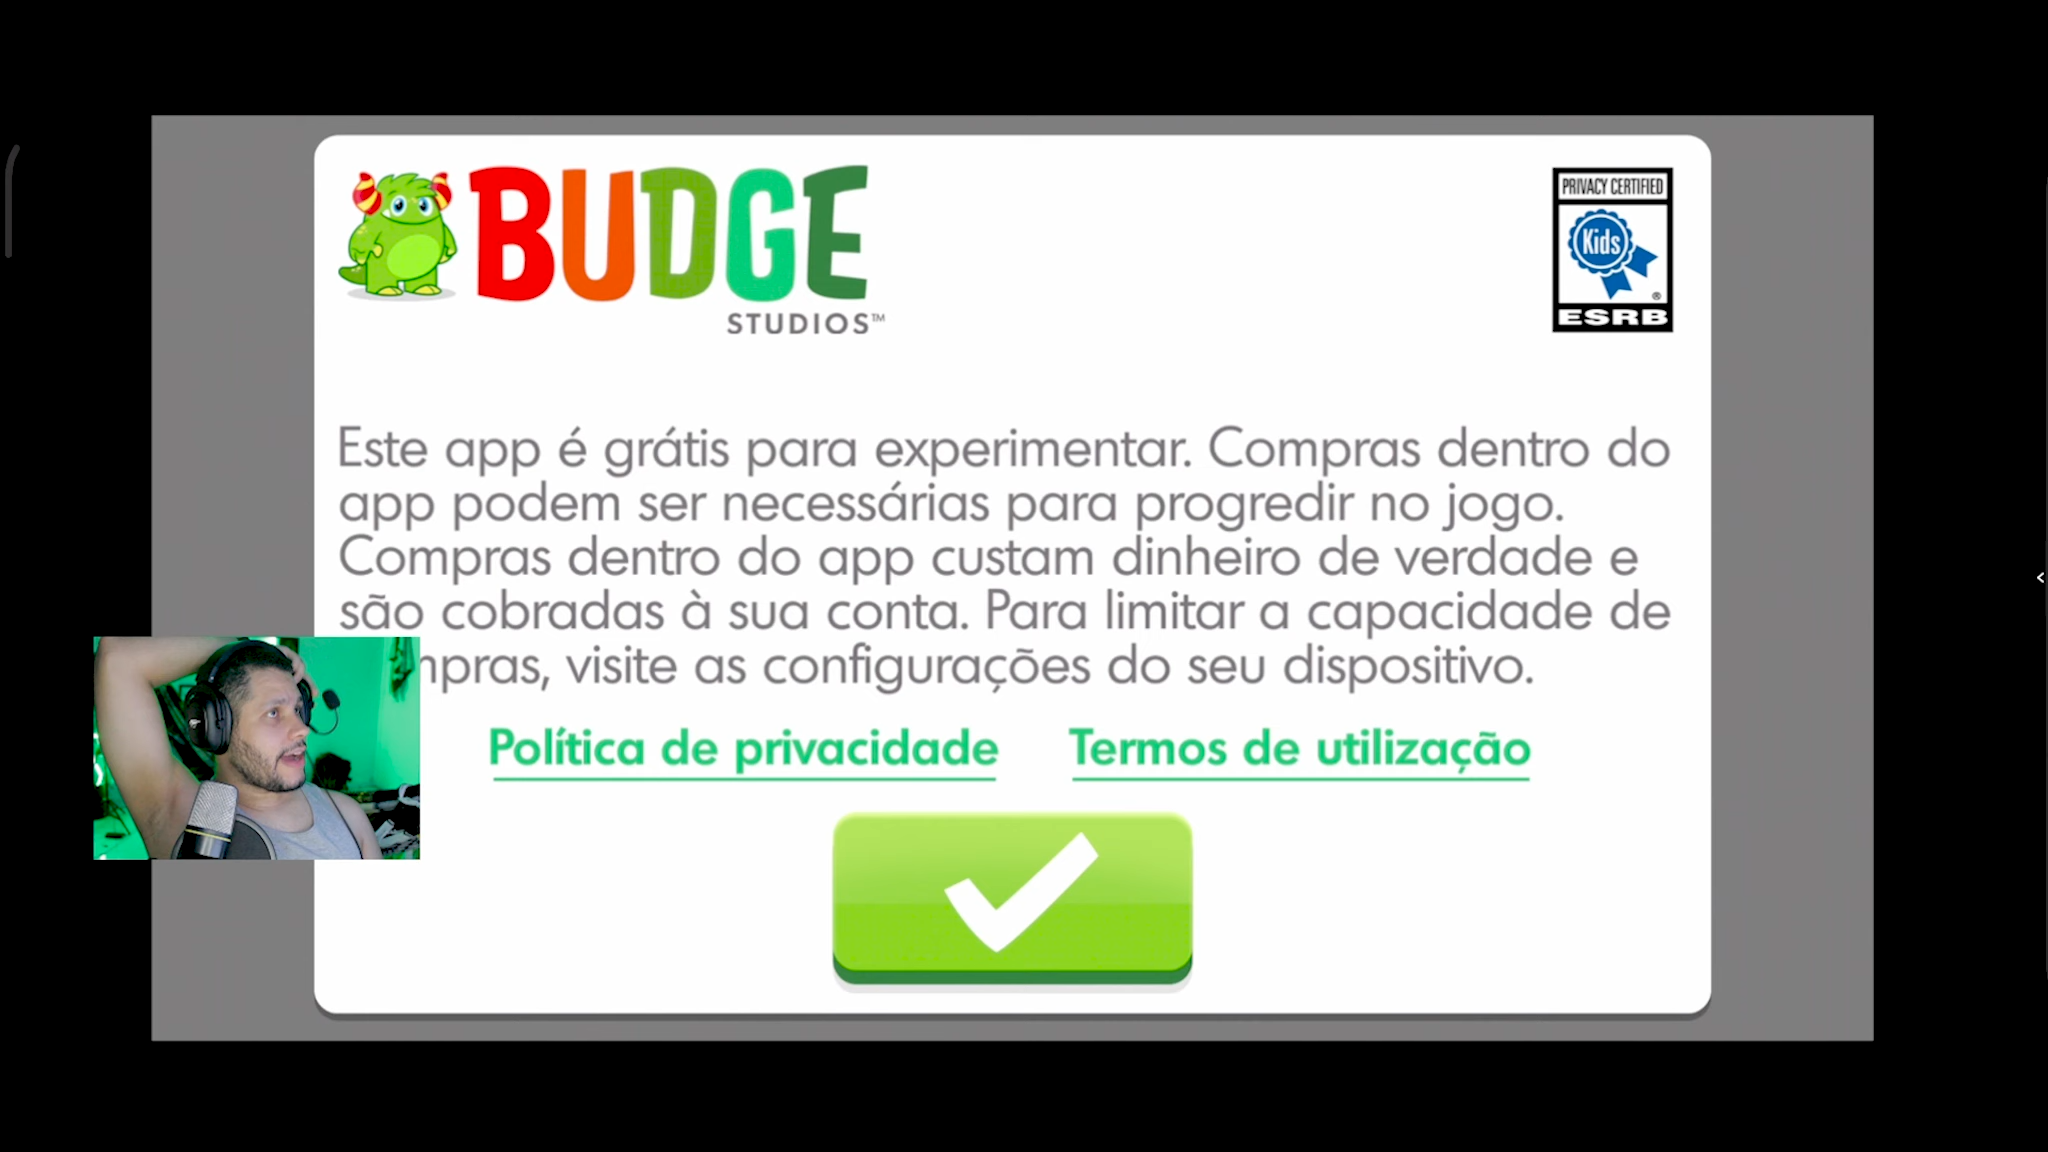 BUDGE
STUDIOS™
PRIVACY CERTIFIED
Kids
®
ESRB
Este app é grátis para experimentar. Compras dentro do
app podem ser necessárias para progredir no jogo.
Compras dentro do app custam dinheiro de verdade e
são cobradas à sua conta. Para limitar a capacidade de
mpras, visite as configurações do seu dispositivo.
Política de privacidade
Termos de utilização